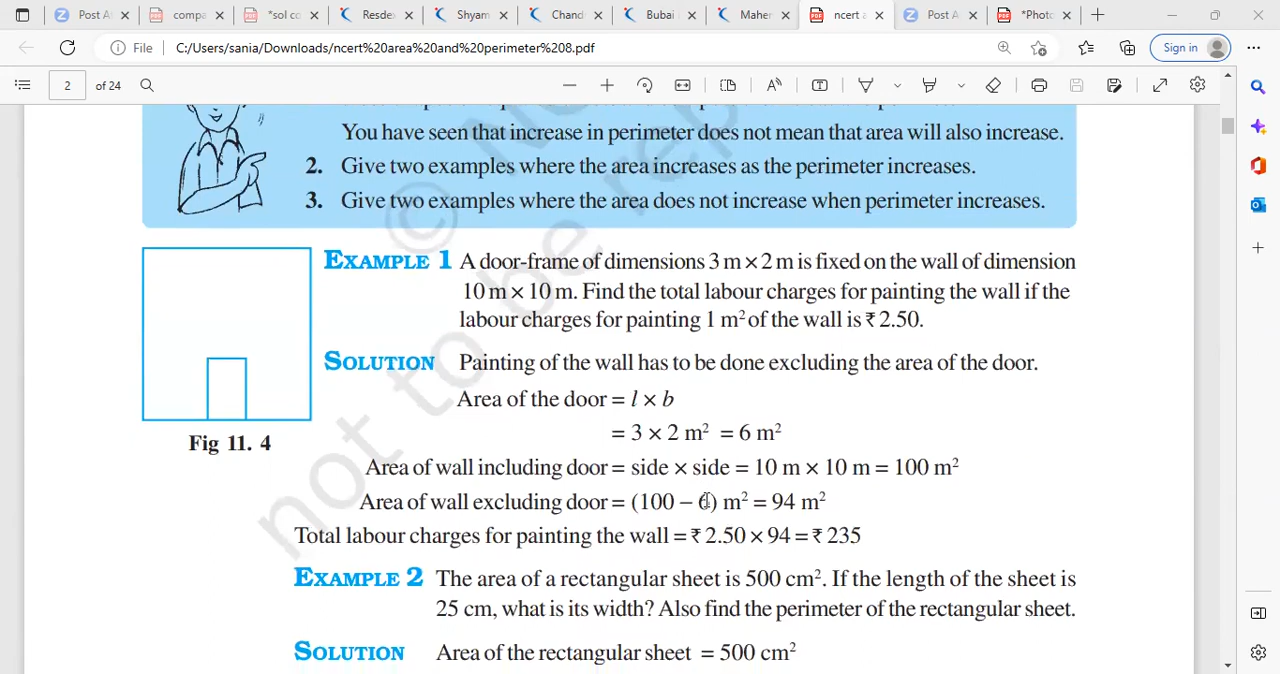 Post A
compa
*sol co
Resdex
Shyam
Chand
Bubai
Maher
ncert a
Post A
*Photo
File
C:/Users/sania/Downloads/ncert%20area%20and%20perimeter%208.pdf
Sign in
2
of 24
You have seen that increase in perimeter does not mean that area will also increase.
2. Give two examples where the area increases as the perimeter increases.
3. Give two examples where the area does not increase when perimeter increases.
EXAMPLE 1 A door-frame of dimensions 3 m × 2 m is fixed on the wall of dimension
10 m × 10 m. Find the total labour charges for painting the wall if the
labour charges for painting 1 m² of the wall is ₹ 2.50.
SOLUTION Painting of the wall has to be done excluding the area of the door.
Area of the door = l × b
= 3 × 2 m² = 6 m²
Fig 11. 4
Area of wall including door = side × side = 10 m × 10 m = 100 m²
Area of wall excluding door = (100 − 6) m² = 94 m²
Total labour charges for painting the wall = ₹ 2.50 × 94 = ₹ 235
EXAMPLE 2 The area of a rectangular sheet is 500 cm². If the length of the sheet is
25 cm, what is its width? Also find the perimeter of the rectangular sheet.
SOLUTION Area of the rectangular sheet = 500 cm²
not to be rep